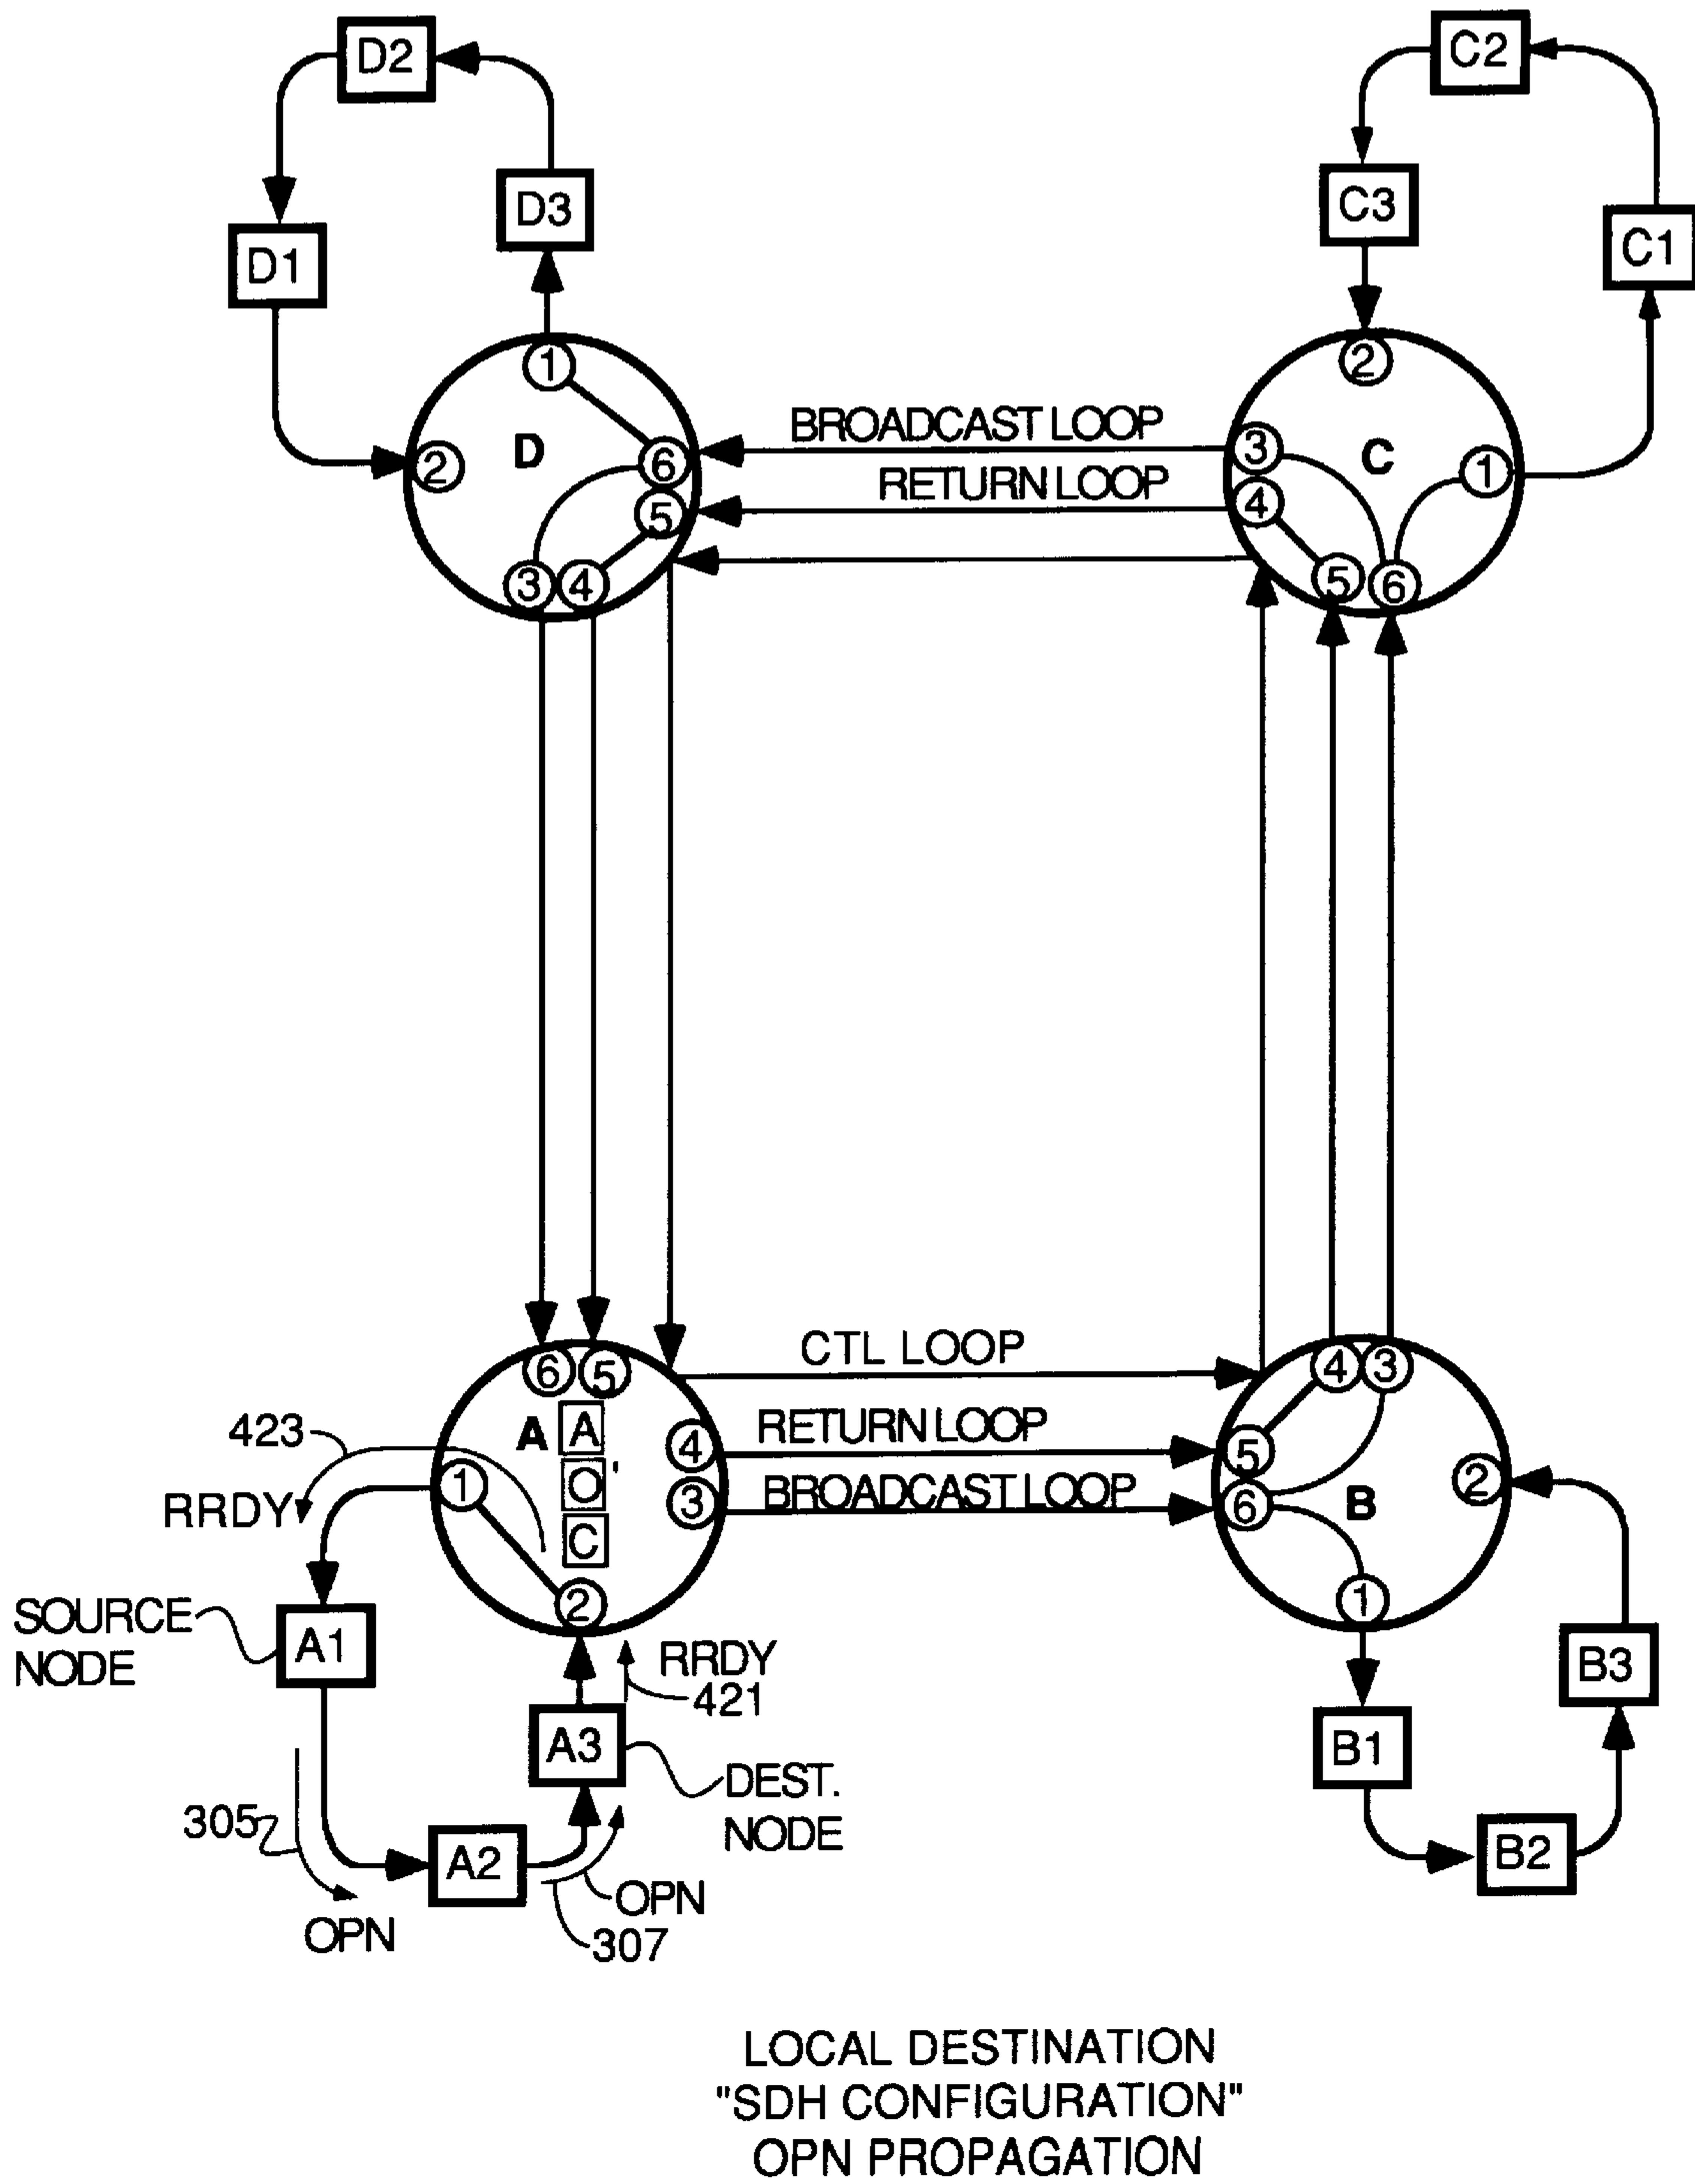 D2
C2
D3
C3
D1
C1
1
2
BROADCAST LOOP
D
6
2
3
C
1
RETURN LOOP
5
4
3
4
5
6
CTL LOOP
6
5
4
3
A
A
423
4
RETURN LOOP
5
2
1
O'
RRDY
3
BROADCAST LOOP
6
B
C
2
1
SOURCE
NODE
A1
RRDY
421
B3
A3
B1
DEST.
NODE
305
A2
B2
OPN
307
OPN
LOCAL DESTINATION
"SDH CONFIGURATION"
OPN PROPAGATION